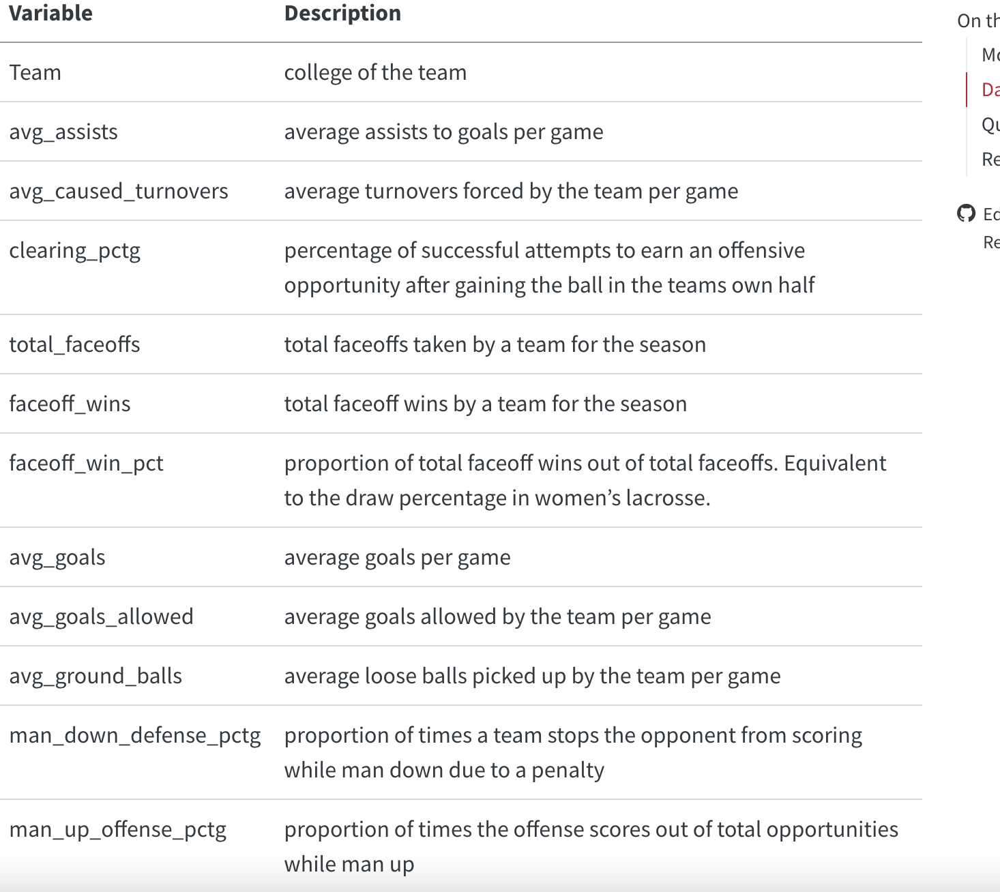 Variable Description
Team college of the team
avg_assists average assists to goals per game
avg_caused_turnovers average turnovers forced by the team per game
clearing_pctg percentage of successful attempts to earn an offensive
opportunity after gaining the ball in the teams own half
total_faceoffs total faceoffs taken by a team for the season
faceoff_wins total faceoff wins by a team for the season
faceoff_win_pct proportion of total faceoff wins out of total faceoffs. Equivalent
to the draw percentage in women’s lacrosse.
avg_goals average goals per game
avg_goals_allowed average goals allowed by the team per game
avg_ground_balls average loose balls picked up by the team per game
man_down_defense_pctg proportion of times a team stops the opponent from scoring
while man down due to a penalty
man_up_offense_pctg proportion of times the offense scores out of total opportunities
while man up
On